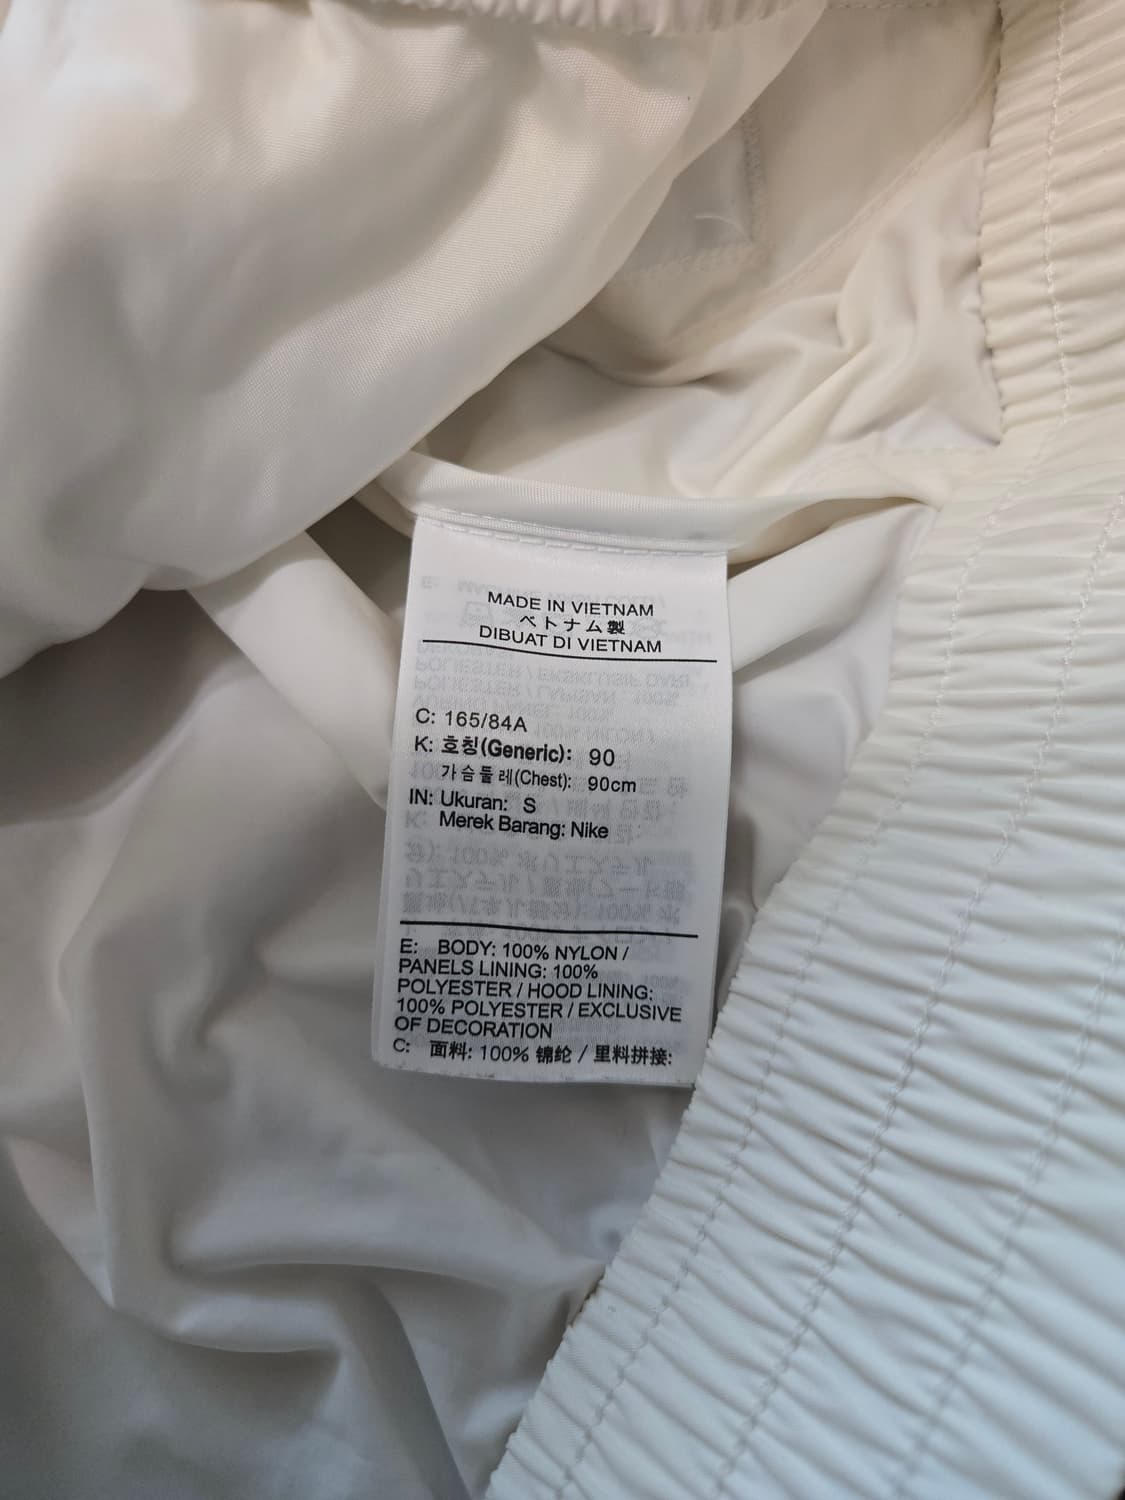 MADE IN VIETNAM
ベトナム製
DIBUAT DI VIETNAM
C: 165/84A
K: 호칭(Generic): 90
가슴둘레(Chest): 90cm
IN: Ukuran: S
Merek Barang: Nike
E: BODY: 100% NYLON /
PANELS LINING: 100%
POLYESTER / HOOD LINING:
100% POLYESTER / EXCLUSIVE
OF DECORATION
C: 面料: 100% 锦纶 / 里料拼接: